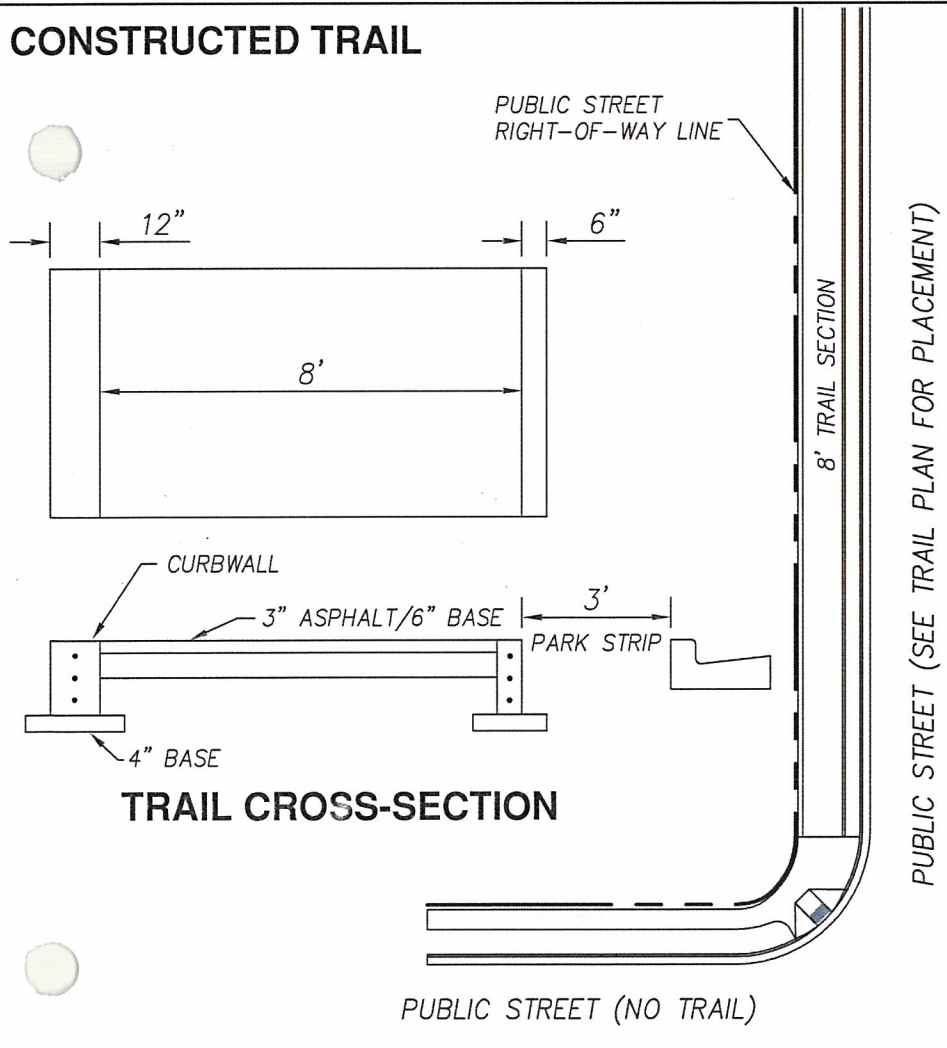 CONSTRUCTED TRAIL
PUBLIC STREET
RIGHT-OF-WAY LINE
12"
6"
8'
8' TRAIL SECTION
PUBLIC STREET (SEE TRAIL PLAN FOR PLACEMENT)
CURBWALL
3" ASPHALT/6" BASE
3'
PARK STRIP
4" BASE
TRAIL CROSS-SECTION
PUBLIC STREET (NO TRAIL)